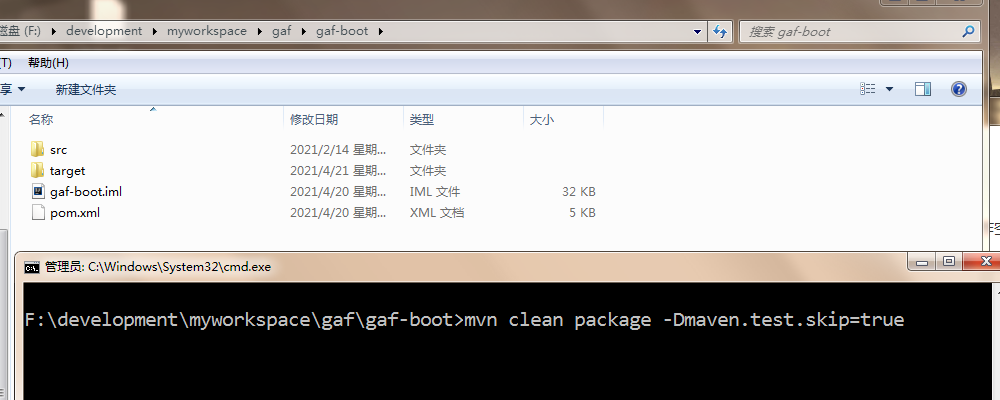 磁盘 (F:) development myworkspace gaf gaf-boot 搜索 gaf-boot
(T) 帮助(H)
享 新建文件夹
名称 修改日期 类型 大小
src 2021/2/14 星期... 文件夹
target 2021/4/21 星期... 文件夹
gaf-boot.iml 2021/4/20 星期... IML 文件 32 KB
pom.xml 2021/4/20 星期... XML 文档 5 KB
管理员: C:\Windows\System32\cmd.exe
F:\development\myworkspace\gaf\gaf-boot>mvn clean package -Dmaven.test.skip=true